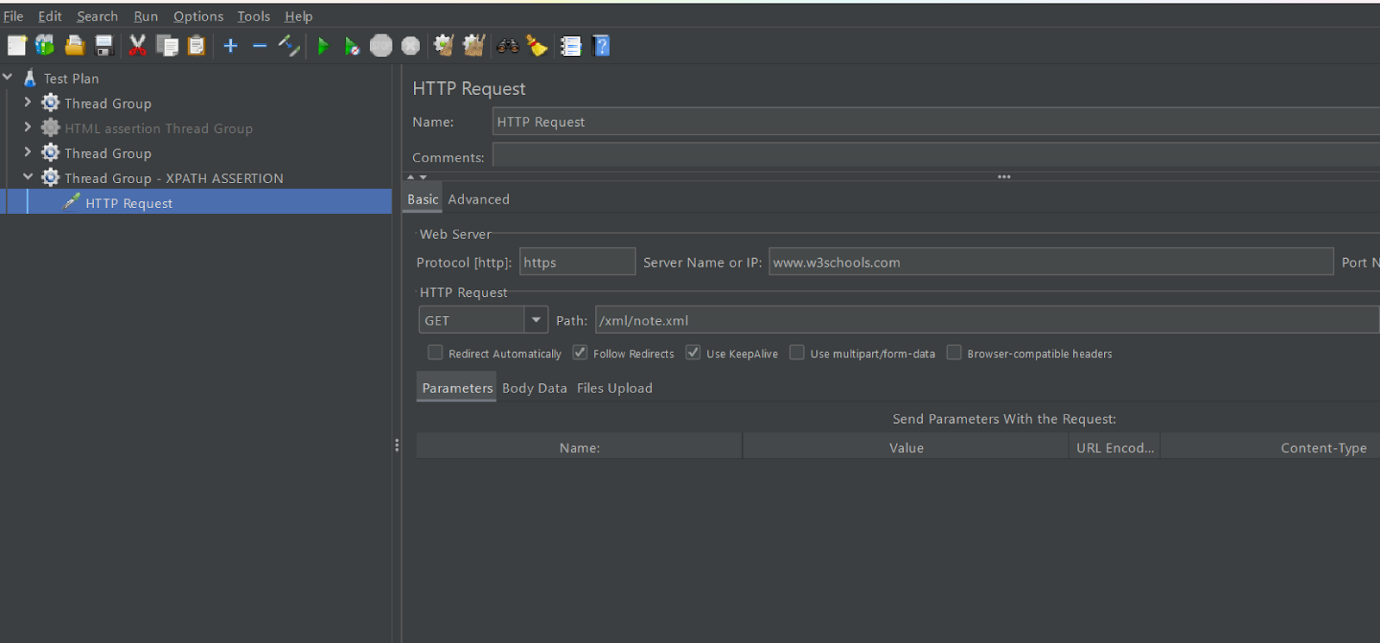 File Edit Search Run Options Tools Help
Test Plan
Thread Group
HTML assertion Thread Group
Thread Group
Thread Group - XPATH ASSERTION
HTTP Request
HTTP Request
Name: HTTP Request
Comments:
Basic Advanced
Web Server
Protocol [http]: https Server Name or IP: www.w3schools.com Port N
HTTP Request
GET Path: /xml/note.xml
Redirect Automatically Follow Redirects Use KeepAlive Use multipart/form-data Browser-compatible headers
Parameters Body Data Files Upload
Send Parameters With the Request:
Name: Value URL Encod... Content-Type